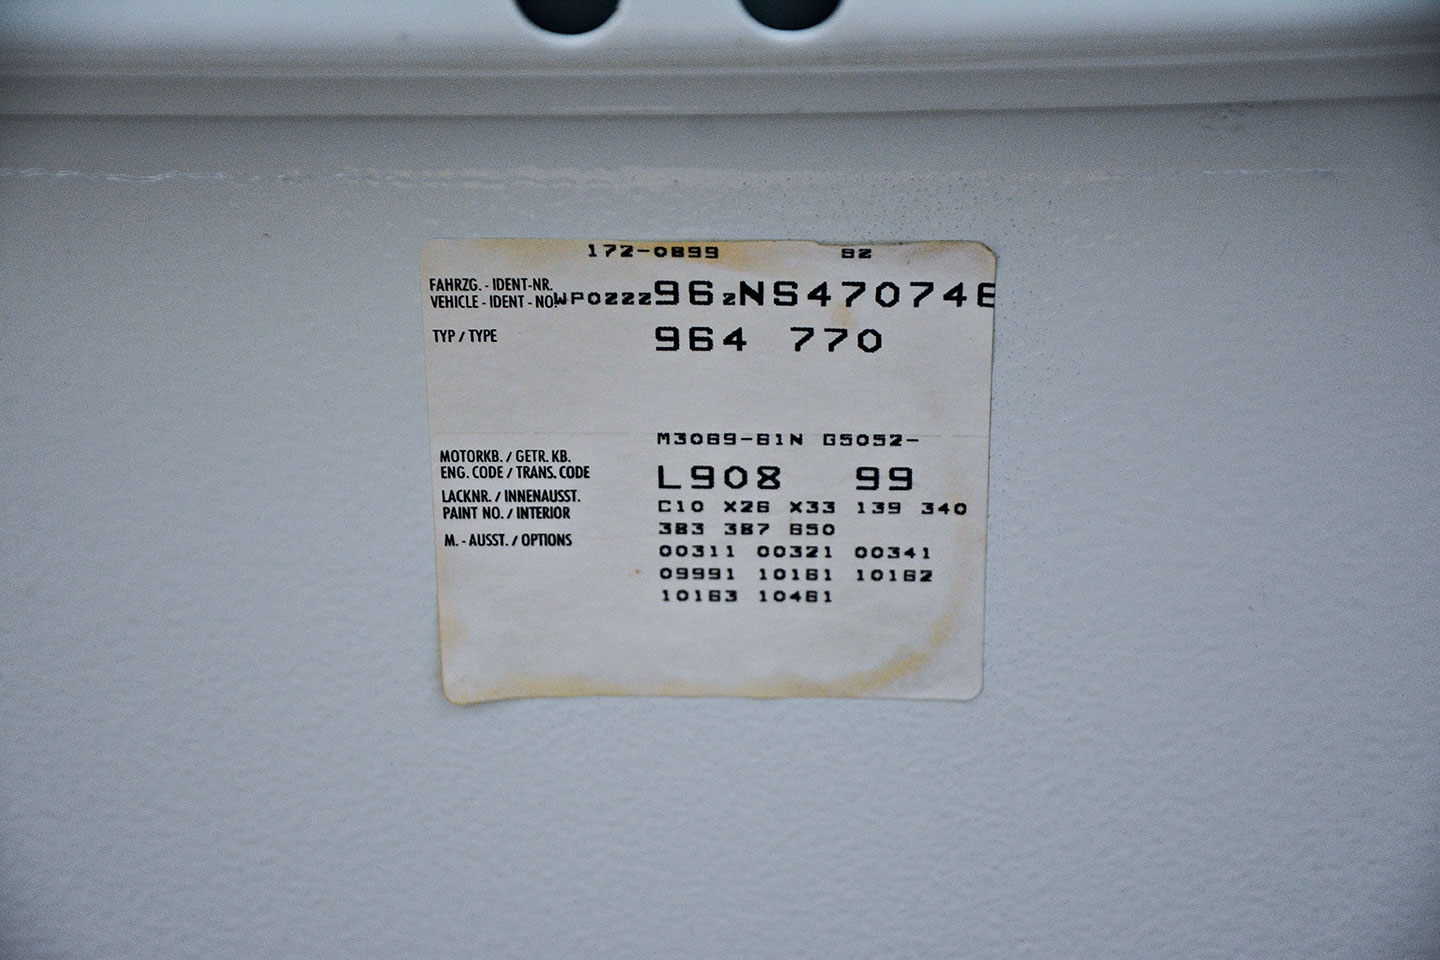 172-0899 82
FAHRZG. - IDENT-NR.
VEHICLE - IDENT - NO. WP0ZZZ96ZNS47074
TYP / TYPE 964 770
M3069-61N G5052-
MOTORKB. / GETR. KB.
ENG. CODE / TRANS. CODE L908 99
LACKNR. / INNENAUSST.
PAINT NO. / INTERIOR C10 X26 X33 139 340
383 387 650
M. - AUSST. / OPTIONS 00311 00321 00341
09991 10161 10162
10163 10461